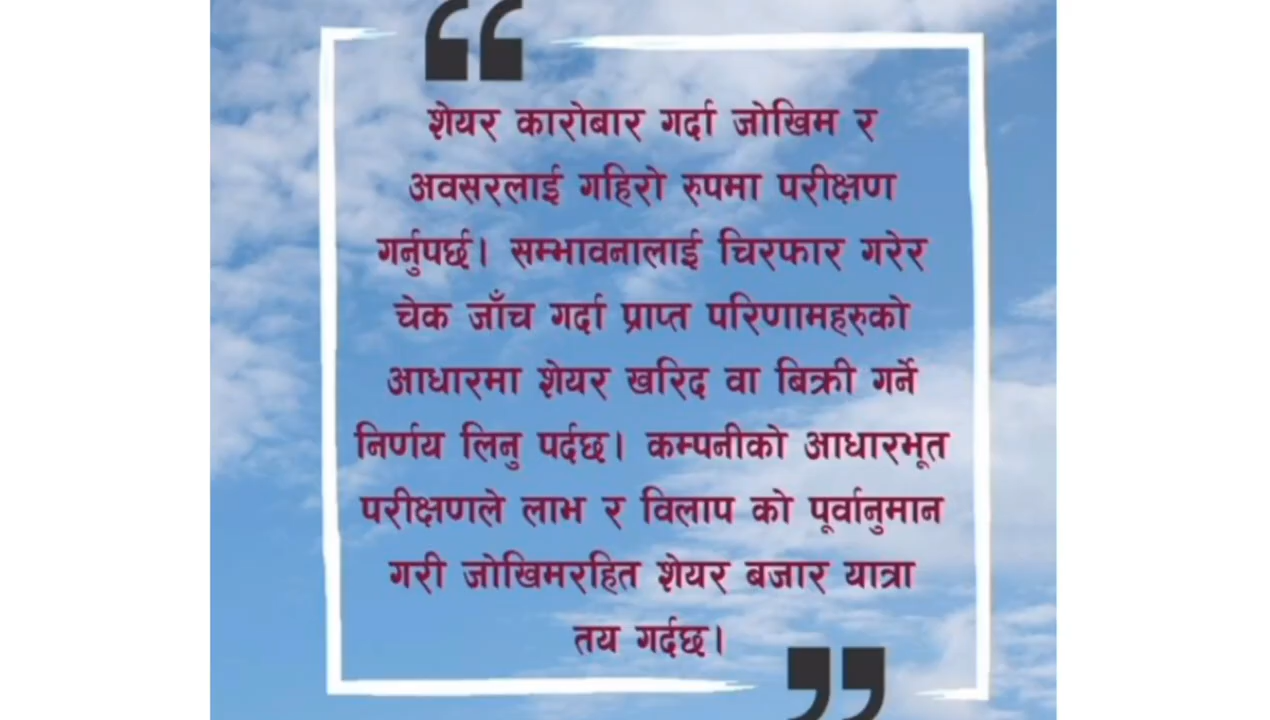 शेयर कारोबार गर्दा जोखिम र
अवसरलाई गहिरो रुपमा परीक्षण
गर्नुपर्छ। सम्भावनालाई चिरफार गरेर
चेक जाँच गर्दा प्राप्त परिणामहरुको
आधारमा शेयर खरिद वा बिक्री गर्ने
निर्णय लिनु पर्दछ। कम्पनीको आधारभूत
परीक्षणले लाभ र विलाप को पूर्वानुमान
गरी जोखिमरहित शेयर बजार यात्रा
तय गर्दछ।